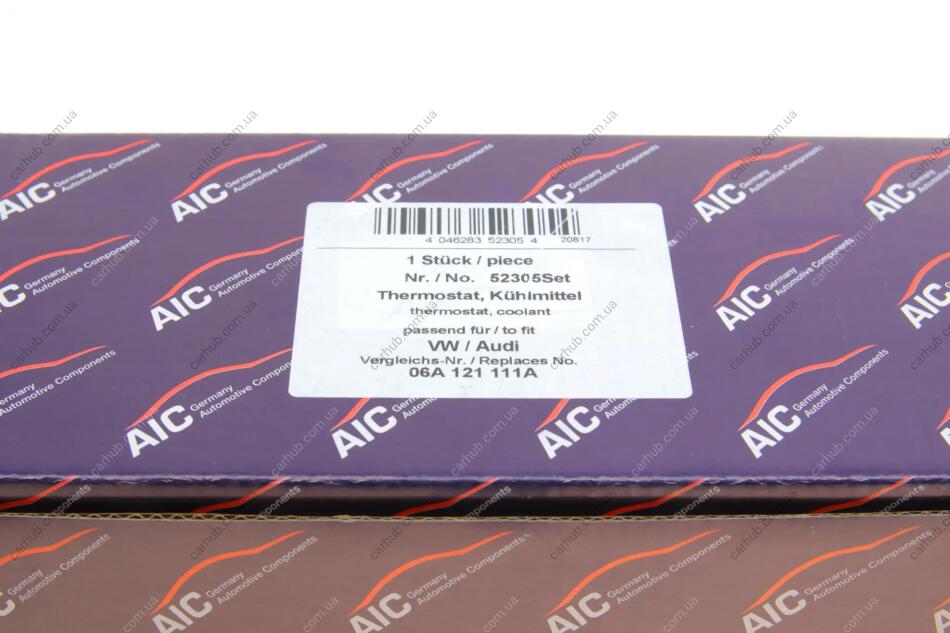 4 046283 52305 4 20817
1 Stück / piece
Nr. / No. 52305Set
Thermostat, Kühlmittel
thermostat, coolant
passend für / to fit
VW / Audi
Vergleichs-Nr. / Replaces No.
06A 121 111A
AIC Germany
Automotive Components
carhub.com.ua